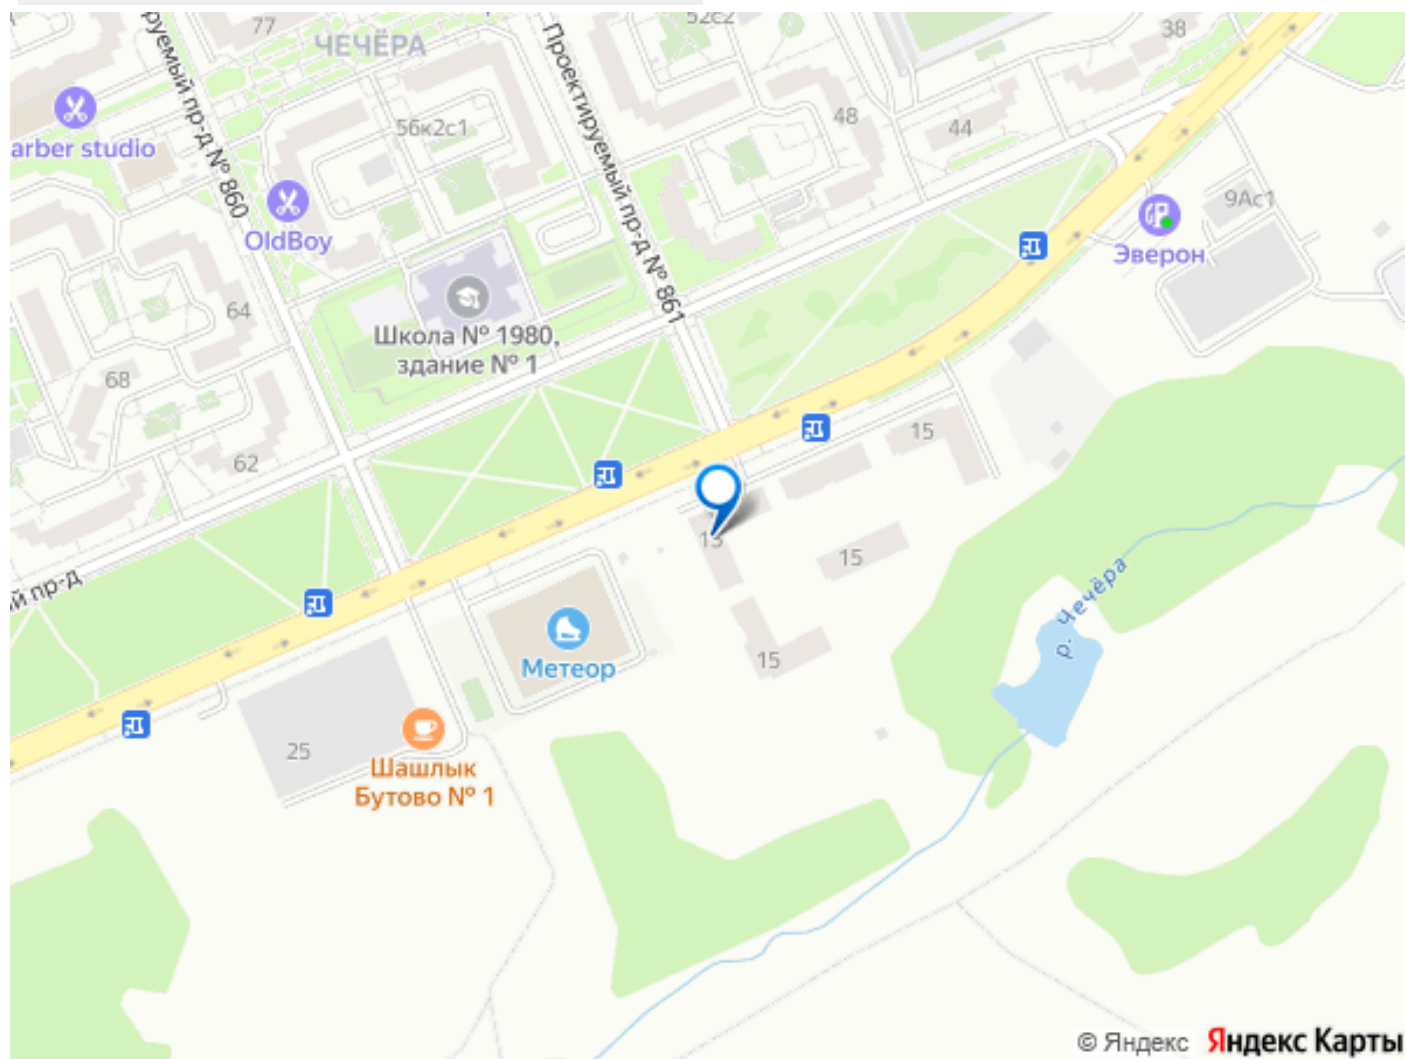 77
ЧЕЧЁРА
52с2
38
руемый пр-д № 860
Проектируемый пр-д № 861
arber studio
56к2с1
48
44
9Ас1
OldBoy
Эверон
64
Школа № 1980,
здание № 1
68
62
15
15
й пр-д
р. Чечёра
Метеор
15
25
Шашлык
Бутово № 1
© Яндекс Яндекс Карты